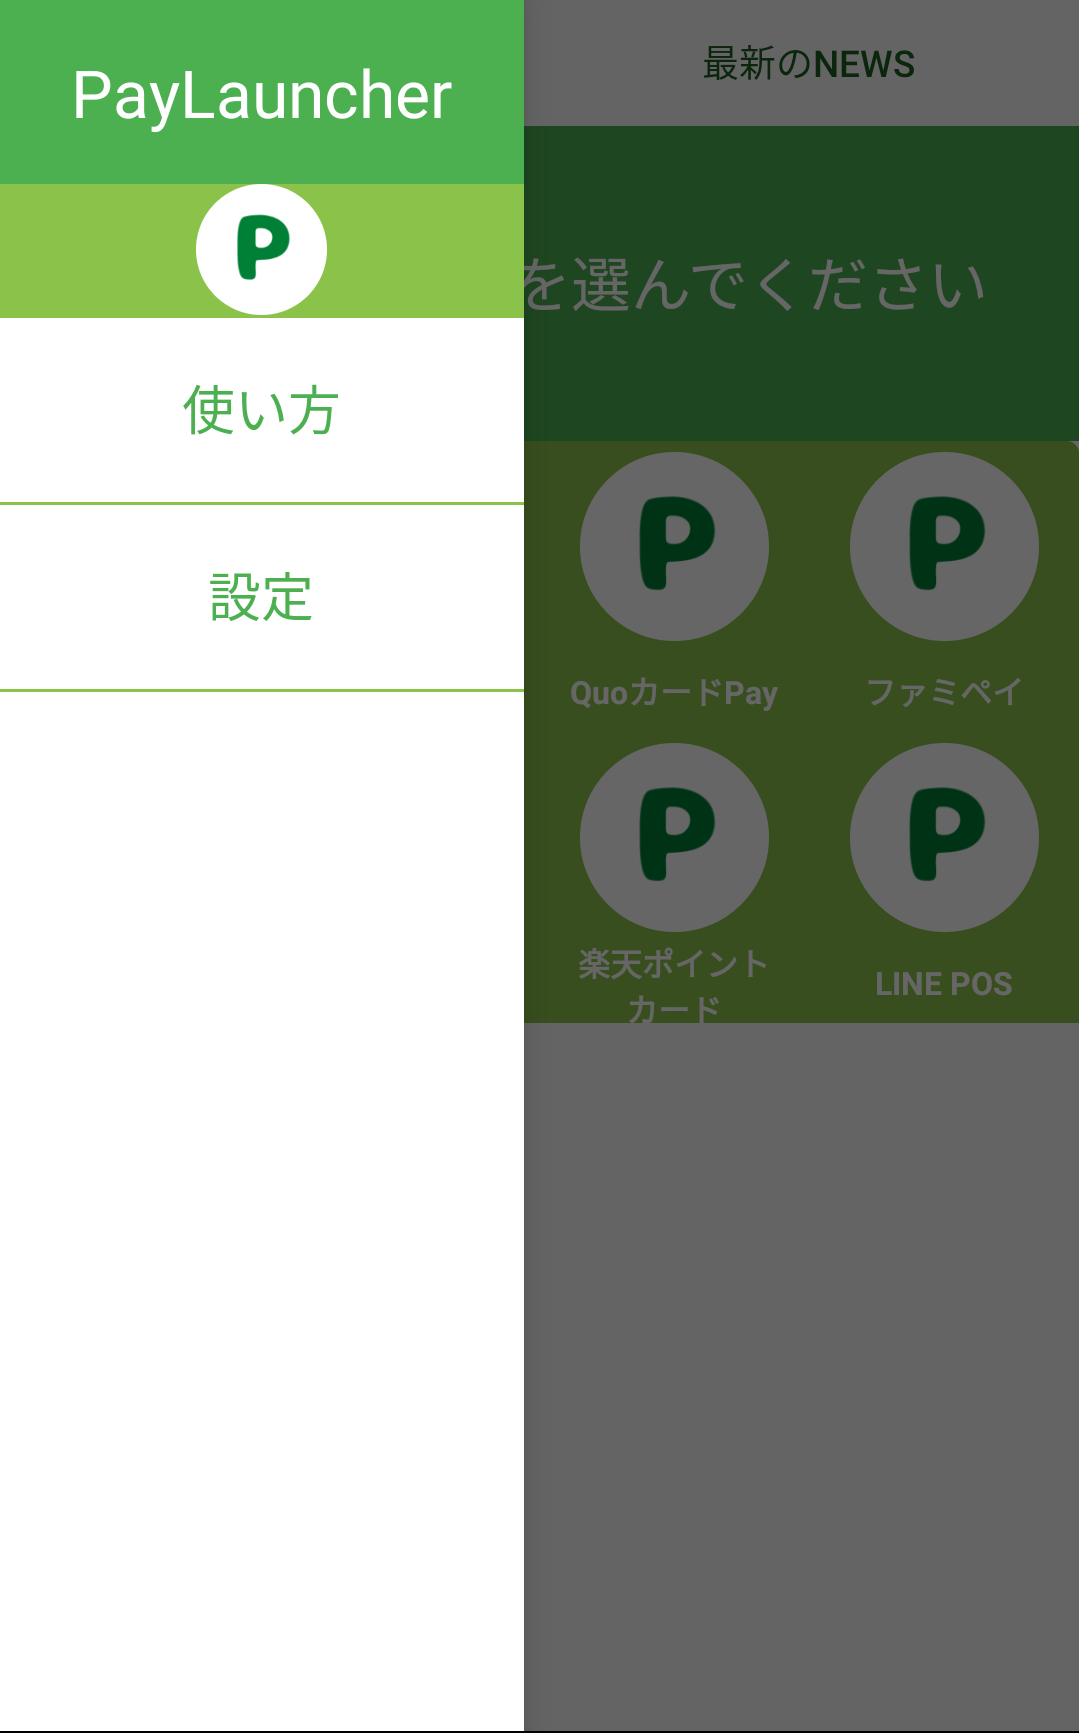 PayLauncher
P
使い方
設定
最新のNEWS
を選んでください
P
P
QuoカードPay
ファミペイ
P
P
楽天ポイント
カード
LINE POS